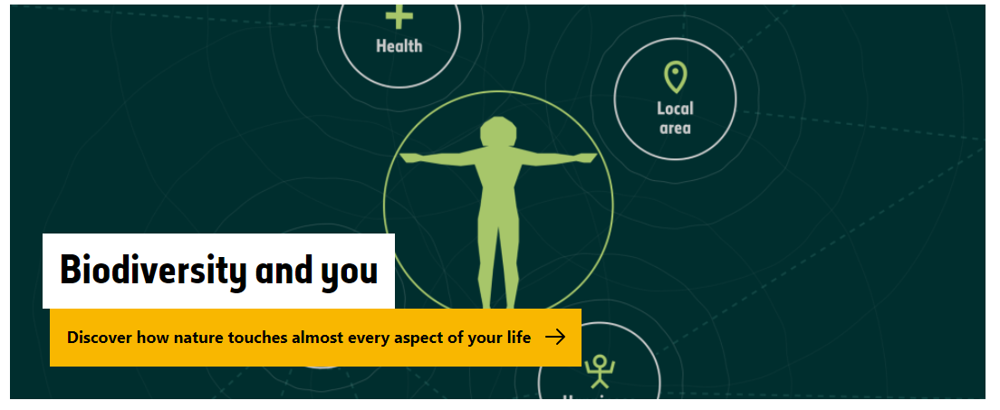 Health
Local
area
Biodiversity and you
Discover how nature touches almost every aspect of your life